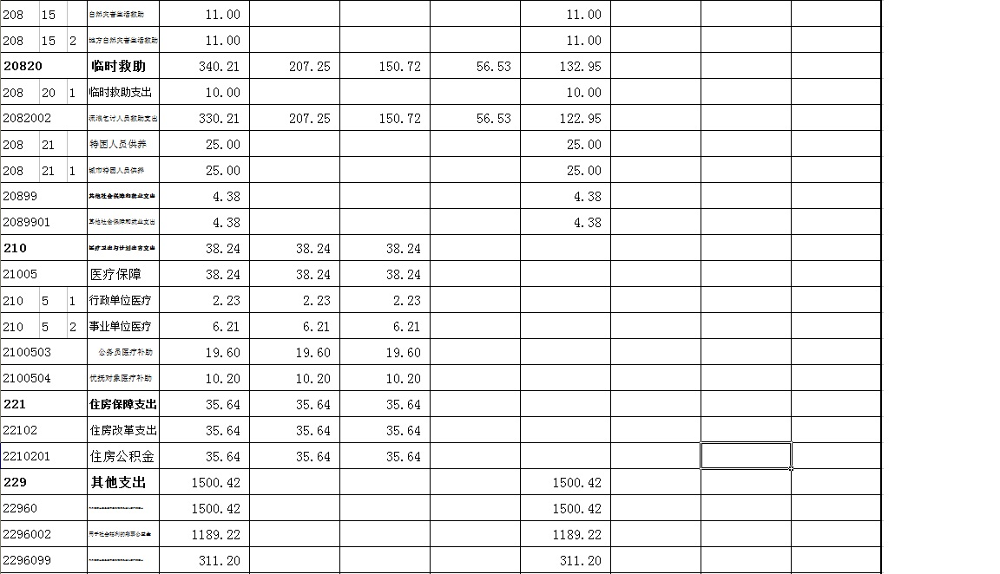 208 15 自然灾害生活救助 11.00 11.00
208 15 2 地方自然灾害生活救助 11.00 11.00
20820 临时救助 340.21 207.25 150.72 56.53 132.95
208 20 1 临时救助支出 10.00 10.00
2082002 流浪乞讨人员救助支出 330.21 207.25 150.72 56.53 122.95
208 21 特困人员供养 25.00 25.00
208 21 1 城市特困人员供养 25.00 25.00
20899 其他社会保障和就业支出 4.38 4.38
2089901 其他社会保障和就业支出 4.38 4.38
210 医疗卫生与计划生育支出 38.24 38.24 38.24
21005 医疗保障 38.24 38.24 38.24
210 5 1 行政单位医疗 2.23 2.23 2.23
210 5 2 事业单位医疗 6.21 6.21 6.21
2100503 公务员医疗补助 19.60 19.60 19.60
2100504 优抚对象医疗补助 10.20 10.20 10.20
221 住房保障支出 35.64 35.64 35.64
22102 住房改革支出 35.64 35.64 35.64
2210201 住房公积金 35.64 35.64 35.64
229 其他支出 1500.42 1500.42
22960 1500.42 1500.42
2296002 用于社会福利的彩票公益金 1189.22 1189.22
2296099 311.20 311.20